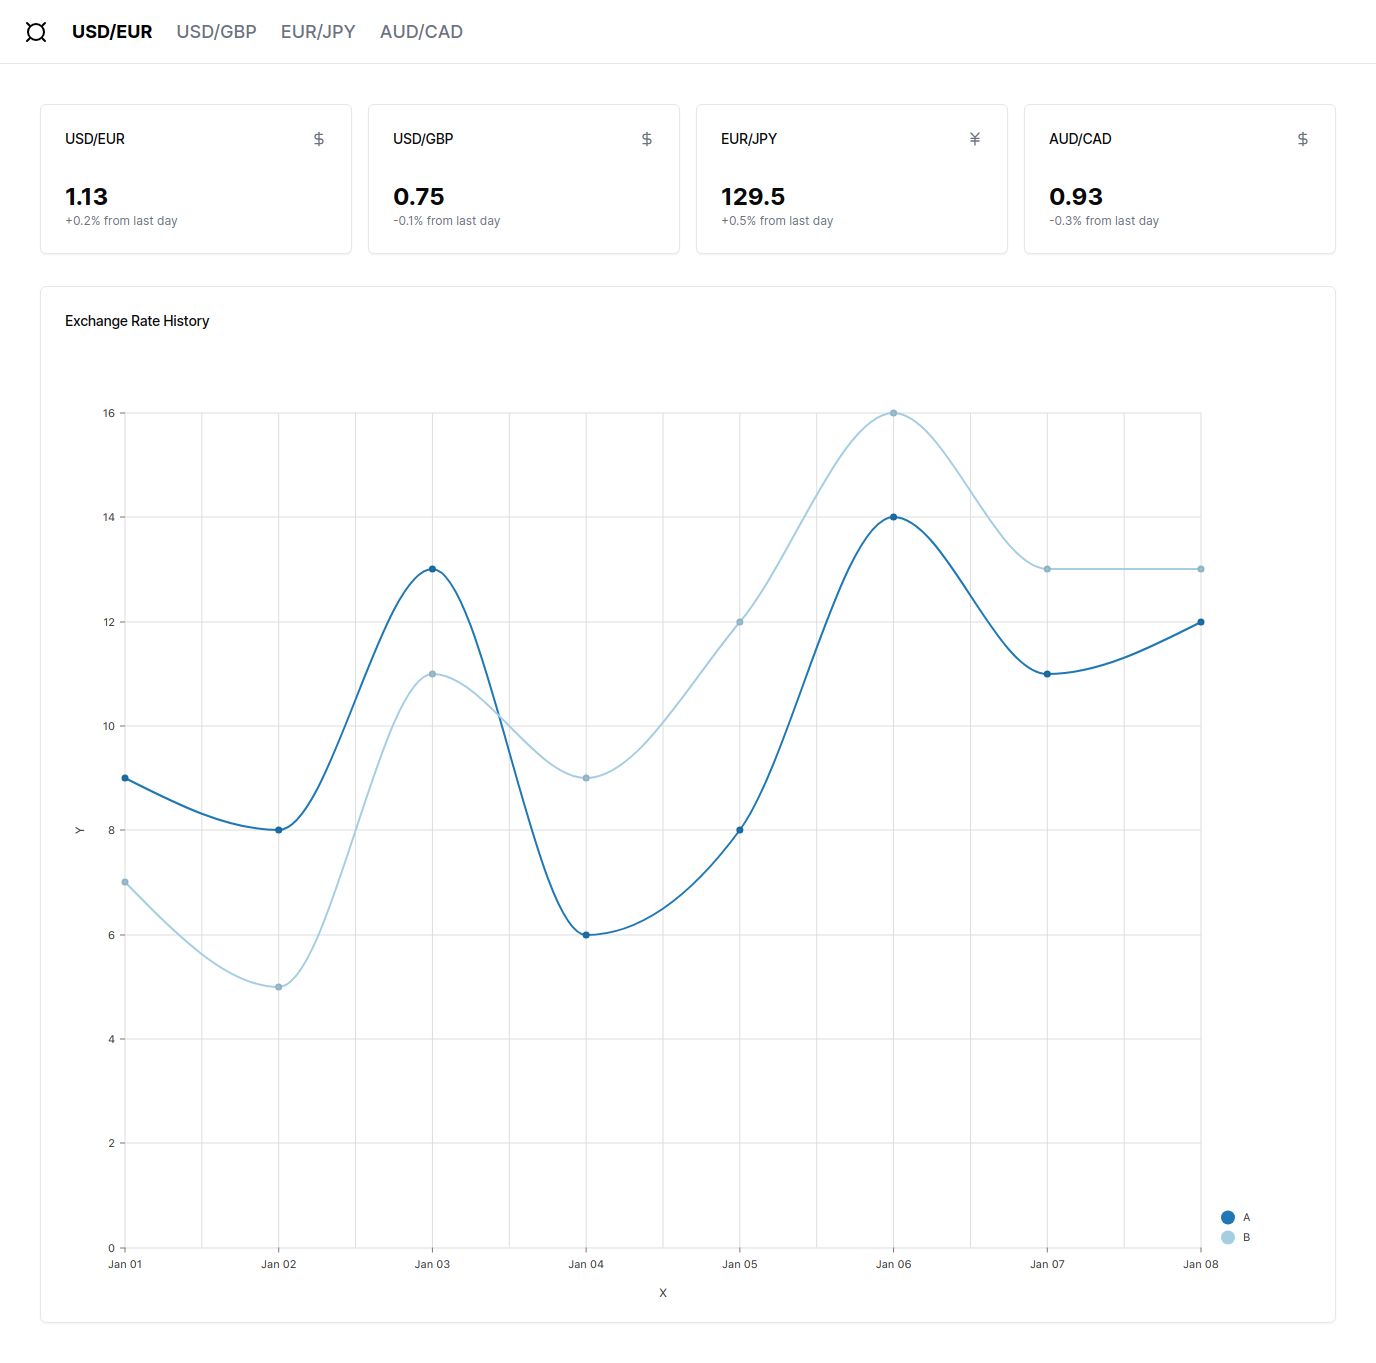 USD/EUR USD/GBP EUR/JPY AUD/CAD
USD/EUR $
1.13
+0.2% from last day
USD/GBP $
0.75
-0.1% from last day
EUR/JPY ¥
129.5
+0.5% from last day
AUD/CAD $
0.93
-0.3% from last day
Exchange Rate History
16
14
12
10
8
6
4
2
0
Y
Jan 01 Jan 02 Jan 03 Jan 04 Jan 05 Jan 06 Jan 07 Jan 08
X
A
B